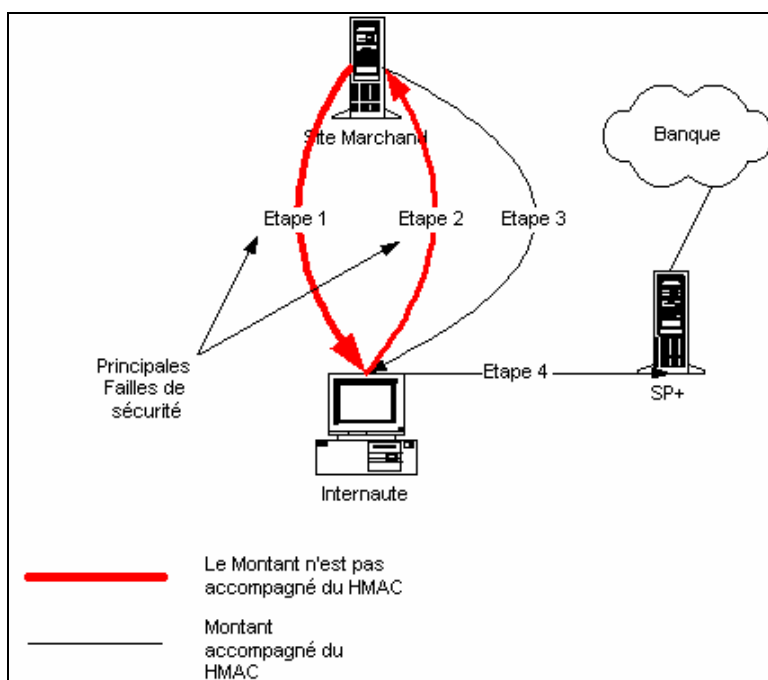 Site Marchand
Banque
Etape 1
Etape 2
Etape 3
Principales
Failles de
sécurité
Etape 4
SP+
Internaute
Le Montant n'est pas
accompagné du HMAC
Montant
accompagné du
HMAC